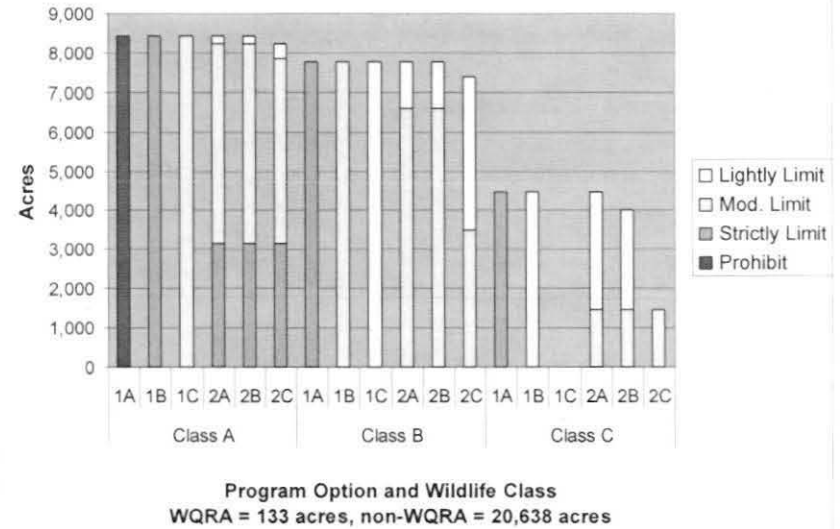 9,000
8,000
7,000
6,000
5,000
4,000
3,000
2,000
1,000
0
Acres
1A 1B 1C 2A 2B 2C 1A 1B 1C 2A 2B 2C 1A 1B 1C 2A 2B 2C
Class A Class B Class C
Lightly Limit
Mod. Limit
Strictly Limit
Prohibit
Program Option and Wildlife Class
WQRA = 133 acres, non-WQRA = 20,638 acres